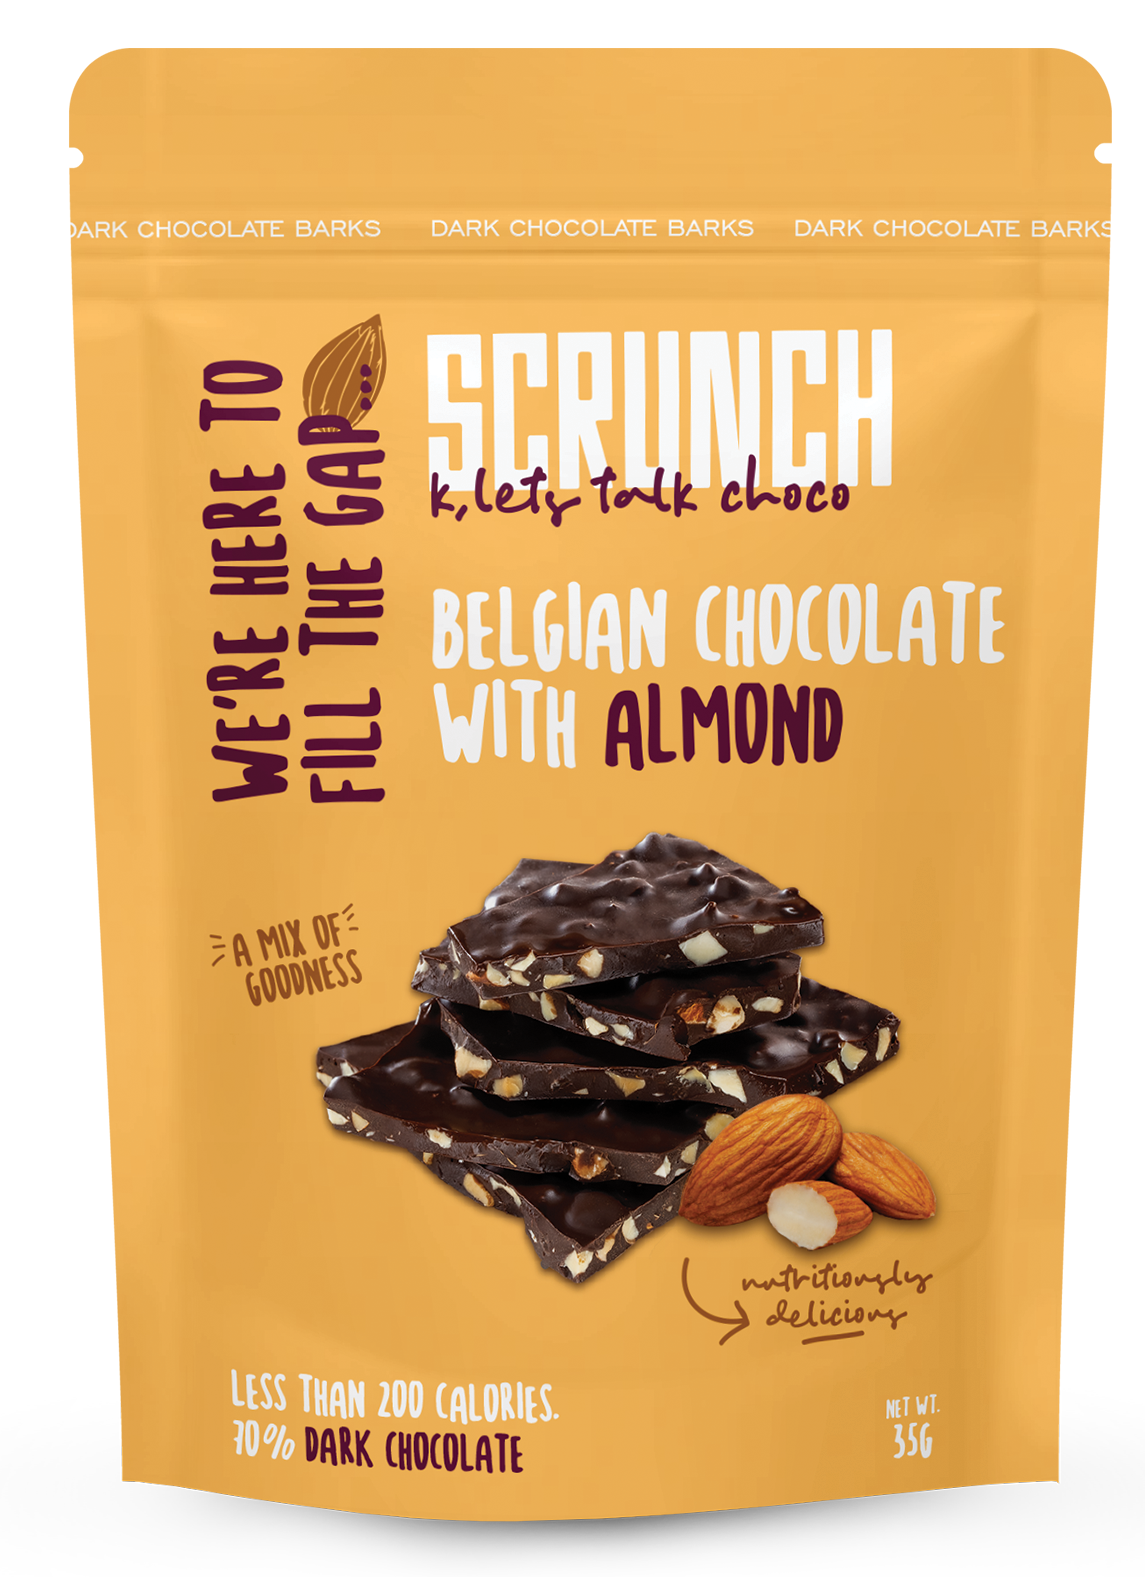 DARK CHOCOLATE BARKS DARK CHOCOLATE BARKS DARK CHOCOLATE BARKS
WE'RE HERE TO
FILL THE GAP...
SCRUNCH
k, lets talk choco
BELGIAN CHOCOLATE
WITH ALMOND
A MIX OF
GOODNESS
nutritiously
delicious
LESS THAN 200 CALORIES.
70% DARK CHOCOLATE
NET WT.
35G